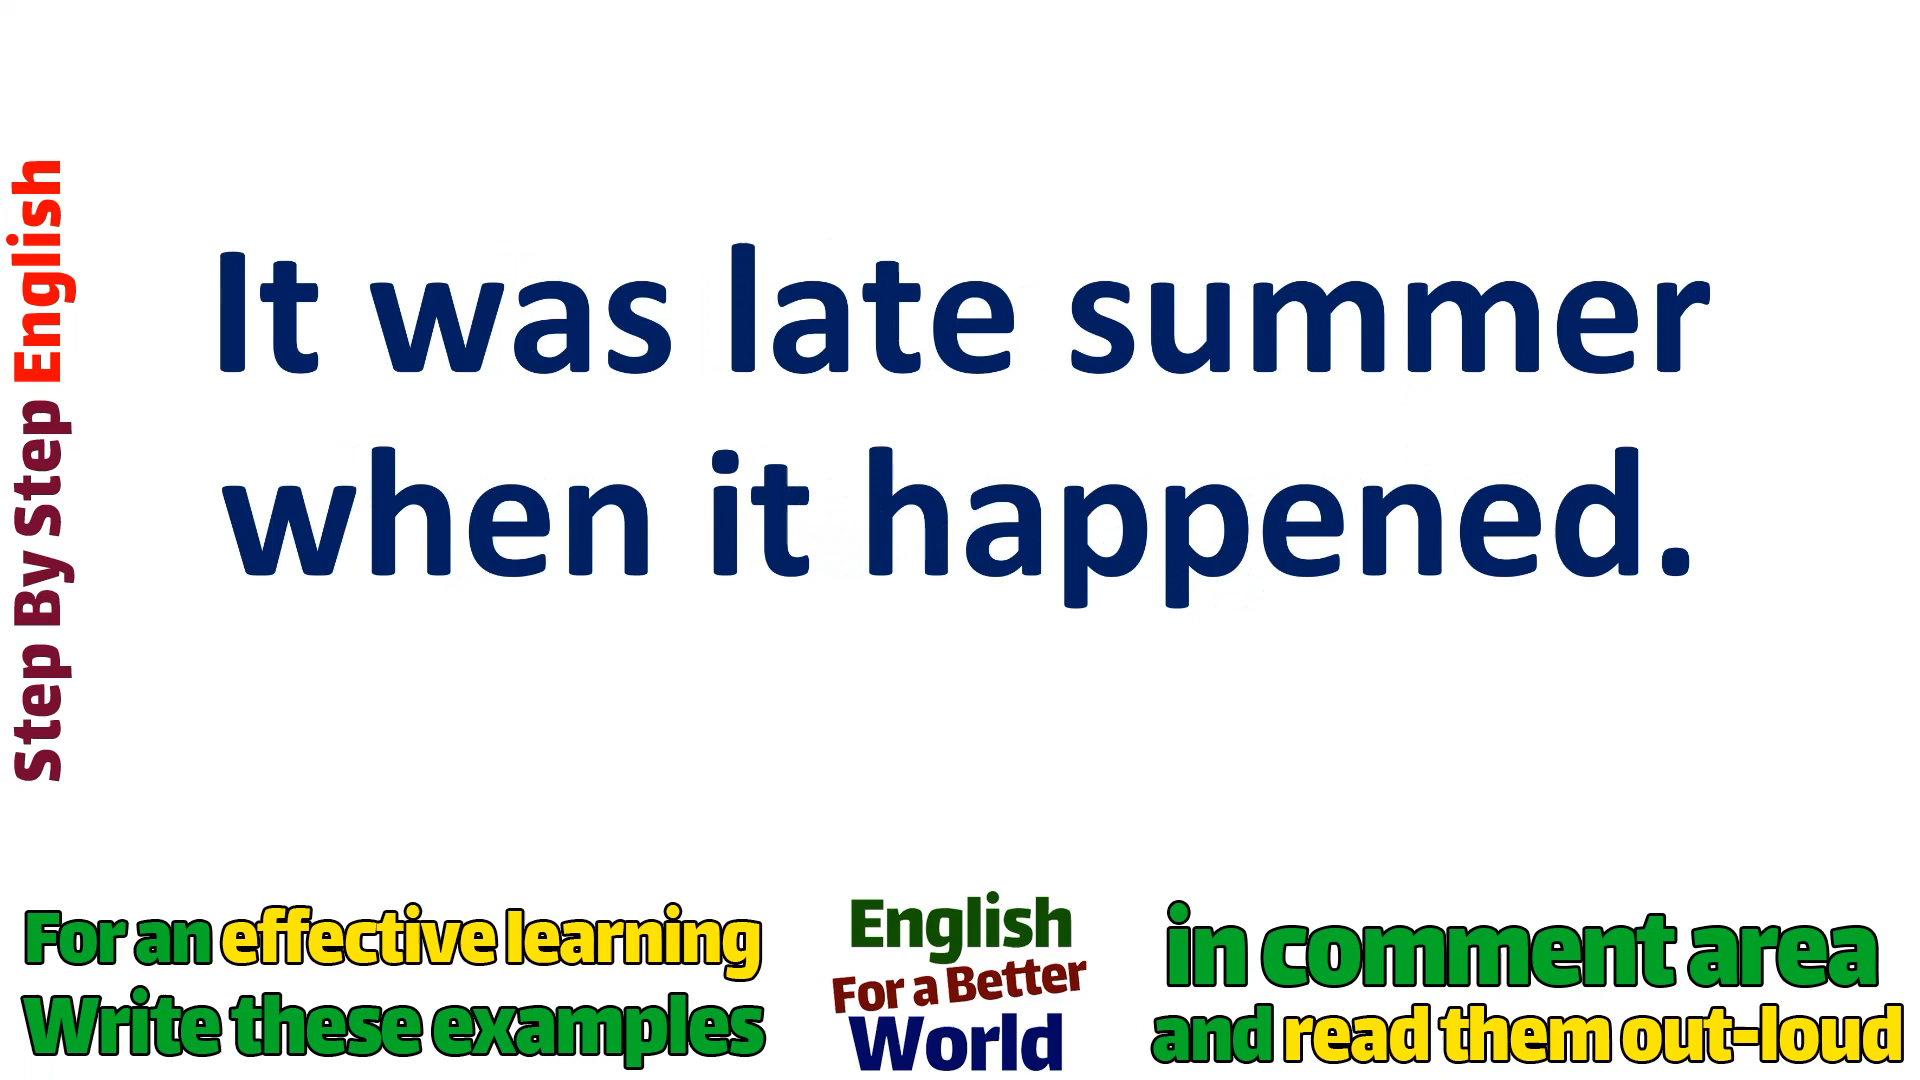 Step By Step English
It was late summer
when it happened.
For an effective learning
Write these examples
English
For a Better
World
in comment area
and read them out-loud